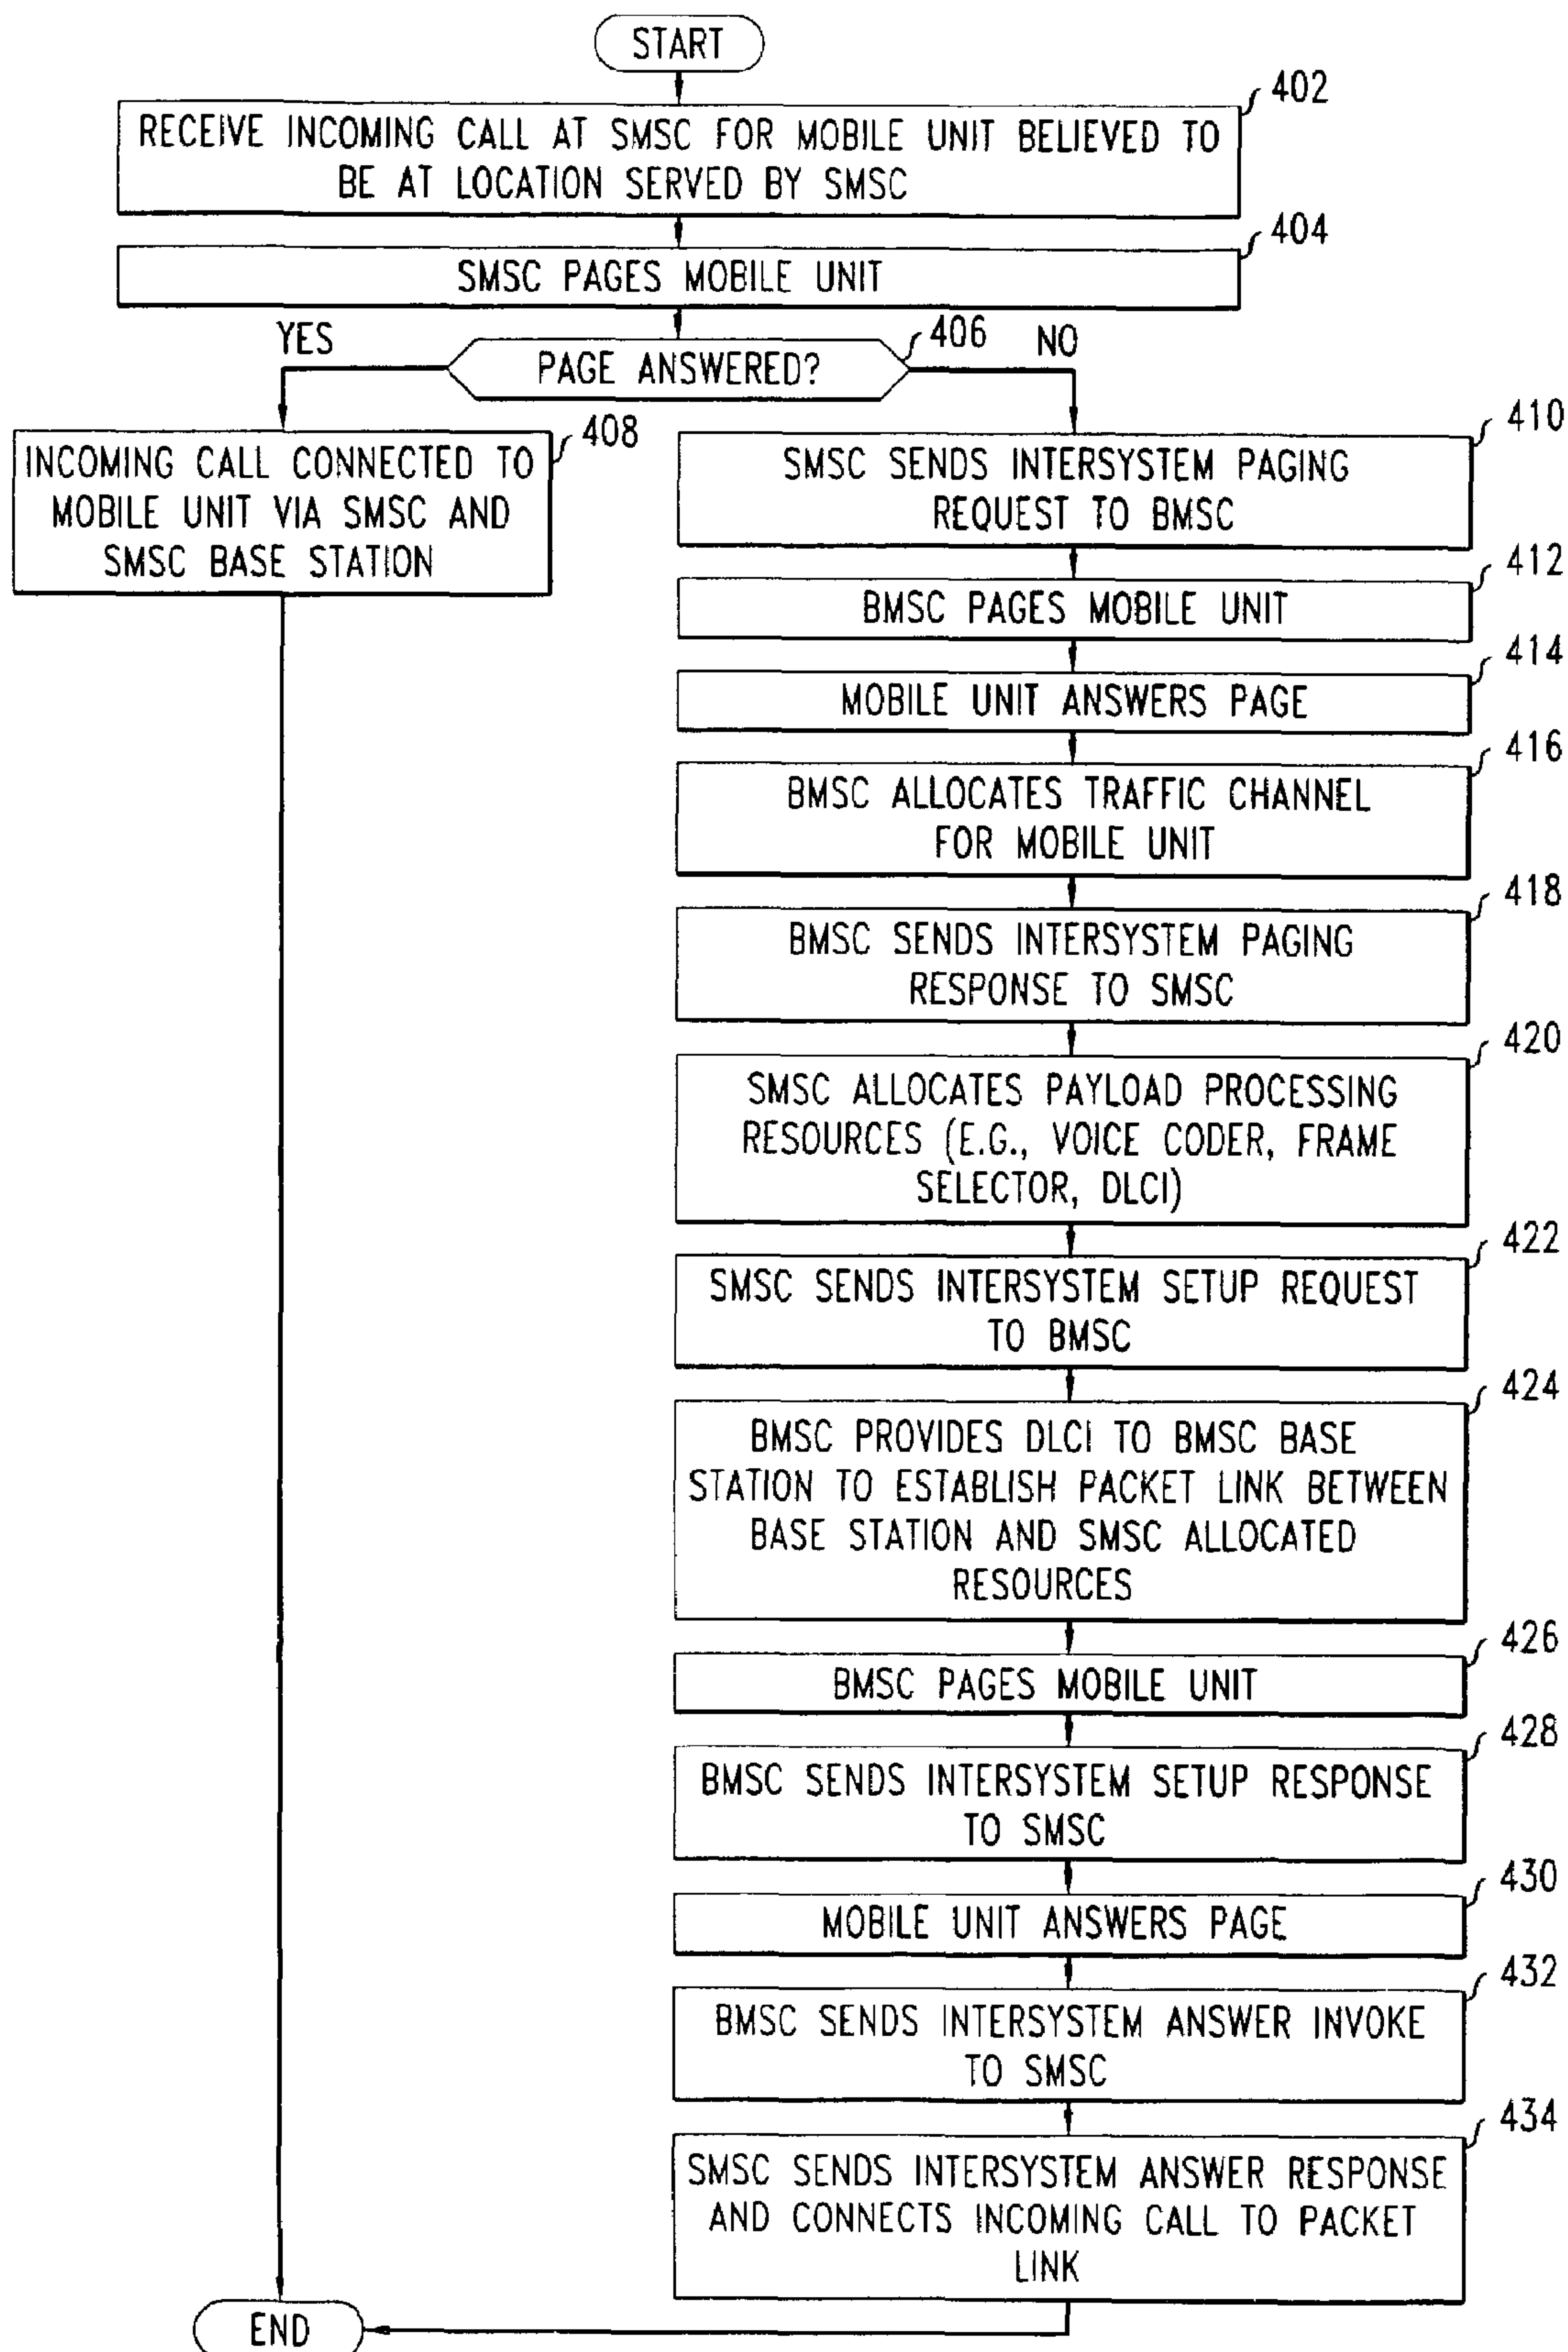 START
402
RECEIVE INCOMING CALL AT SMSC FOR MOBILE UNIT BELIEVED TO
BE AT LOCATION SERVED BY SMSC
404
SMSC PAGES MOBILE UNIT
YES
406
NO
PAGE ANSWERED?
408
INCOMING CALL CONNECTED TO
MOBILE UNIT VIA SMSC AND
SMSC BASE STATION
410
SMSC SENDS INTERSYSTEM PAGING
REQUEST TO BMSC
412
BMSC PAGES MOBILE UNIT
414
MOBILE UNIT ANSWERS PAGE
416
BMSC ALLOCATES TRAFFIC CHANNEL
FOR MOBILE UNIT
418
BMSC SENDS INTERSYSTEM PAGING
RESPONSE TO SMSC
420
SMSC ALLOCATES PAYLOAD PROCESSING
RESOURCES (E.G., VOICE CODER, FRAME
SELECTOR, DLCI)
422
SMSC SENDS INTERSYSTEM SETUP REQUEST
TO BMSC
424
BMSC PROVIDES DLCI TO BMSC BASE
STATION TO ESTABLISH PACKET LINK BETWEEN
BASE STATION AND SMSC ALLOCATED
RESOURCES
426
BMSC PAGES MOBILE UNIT
428
BMSC SENDS INTERSYSTEM SETUP RESPONSE
TO SMSC
430
MOBILE UNIT ANSWERS PAGE
432
BMSC SENDS INTERSYSTEM ANSWER INVOKE
TO SMSC
434
SMSC SENDS INTERSYSTEM ANSWER RESPONSE
AND CONNECTS INCOMING CALL TO PACKET
LINK
END